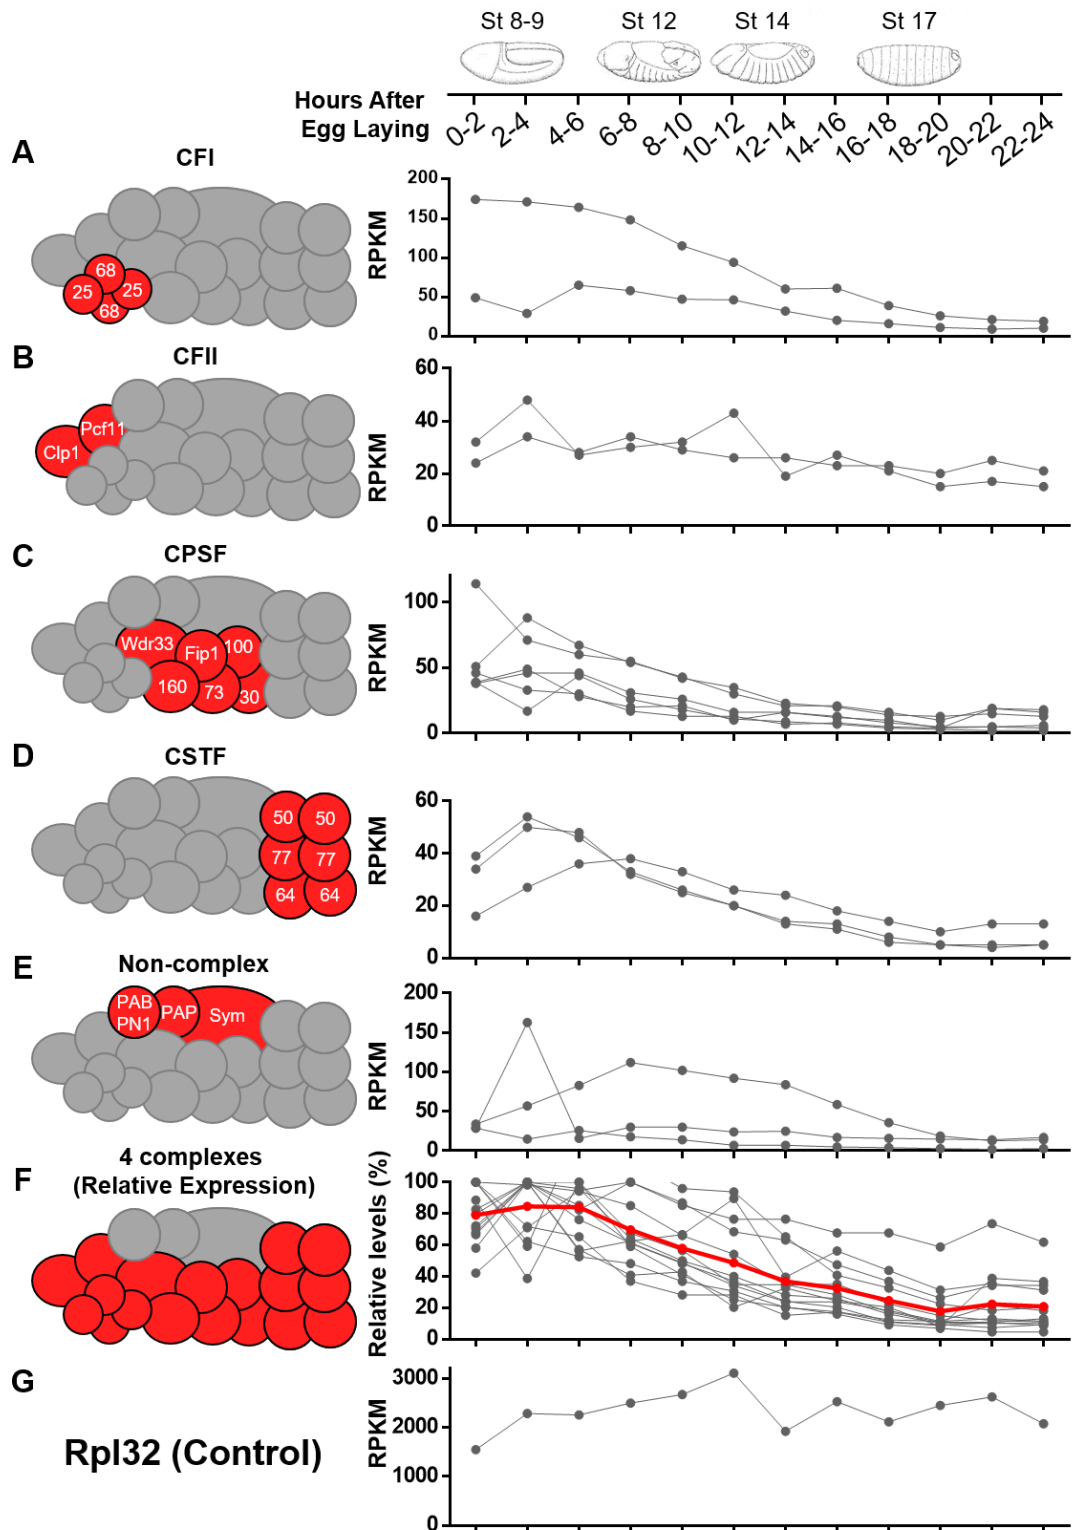 St 8-9 St 12 St 14 St 17
Hours After
Egg Laying
0-2 2-4 4-6 6-8 8-10 10-12 12-14 14-16 16-18 18-20 20-22 22-24
A
CFI
68
25 25
68
RPKM
200
150
100
50
0
B
CFII
Pcf11
Clp1
RPKM
60
40
20
0
C
CPSF
Wdr33 Fip1 100
160 73 30
RPKM
100
50
0
D
CSTF
50 50
77 77
64 64
RPKM
60
40
20
0
E
Non-complex
PAB
PN1
PAP
Sym
RPKM
200
150
100
50
0
F
4 complexes
(Relative Expression)
Relative levels (%)
100
80
60
40
20
0
G
Rpl32 (Control)
RPKM
3000
2000
1000
0